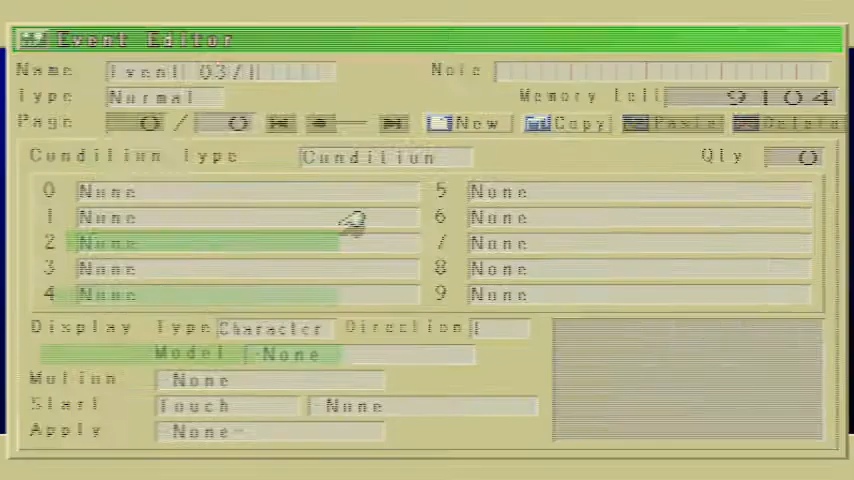 Event Editor
Name Event 037 Note
Type Normal Memory Left 9104
Page 0 / 0 New Copy Paste Delete
Condition Type Condition Qty 0
0 None 5 None
1 None 6 None
2 None 7 None
3 None 8 None
4 None 9 None
Display Type Character Direction
Model None
Motion None
Start Touch None
Apply None